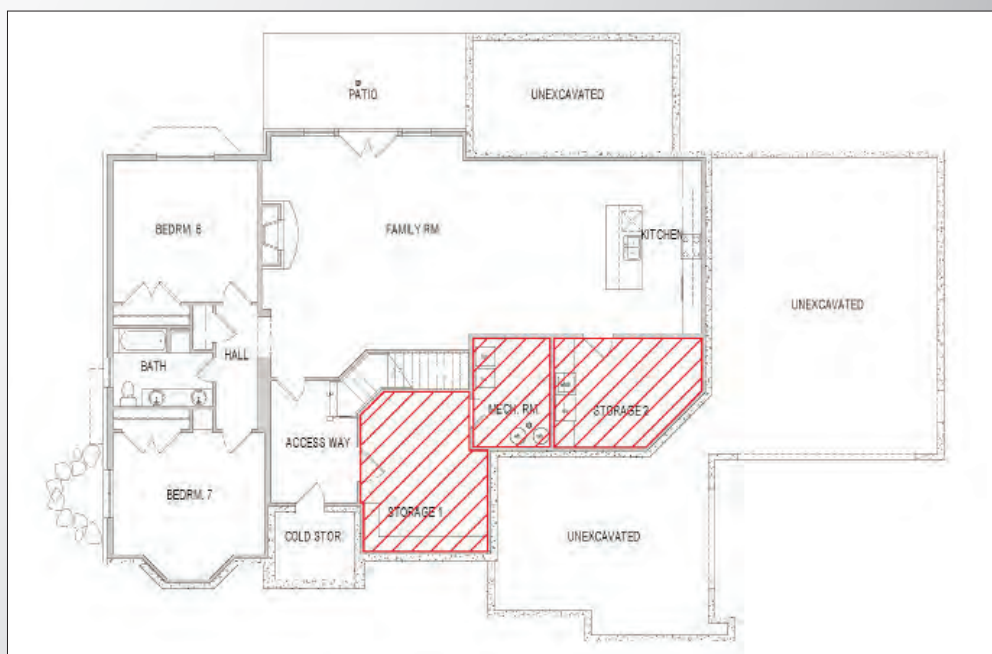 PATIO
UNEXCAVATED
BEDRM. 6
FAMILY RM.
KITCHEN
UNEXCAVATED
BATH
HALL
MECH. RM.
STORAGE 2
ACCESS WAY
BEDRM. 7
STORAGE 1
COLD STOR.
UNEXCAVATED